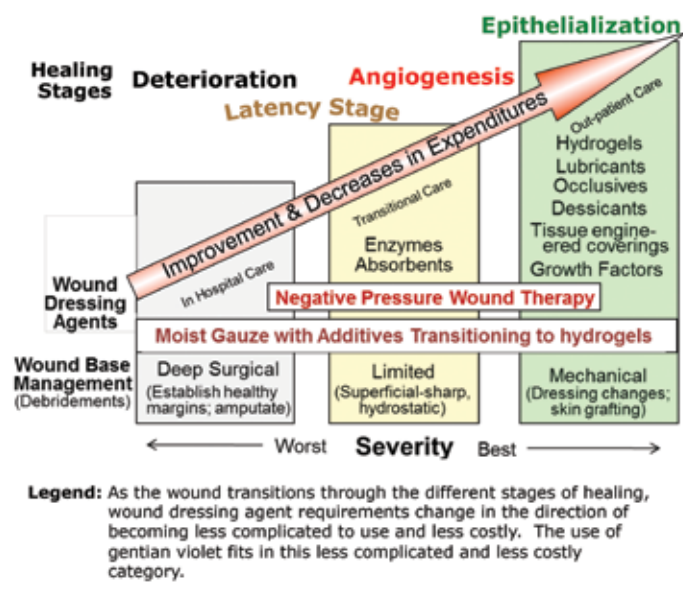 Epithelialization
Healing
Stages
Deterioration
Angiogenesis
Latency Stage
Improvement & Decreases in Expenditures
In Hospital Care
Transitional Care
Out-patient Care
Enzymes
Absorbents
Hydrogels
Lubricants
Occlusives
Dessicants
Tissue engine-
ered coverings
Growth Factors
Wound
Dressing
Agents
Negative Pressure Wound Therapy
Moist Gauze with Additives Transitioning to hydrogels
Wound Base
Management
(Debridements)
Deep Surgical
(Establish healthy
margins; amputate)
Limited
(Superficial-sharp,
hydrostatic)
Mechanical
(Dressing changes;
skin grafting)
Worst Severity Best
Legend: As the wound transitions through the different stages of healing,
wound dressing agent requirements change in the direction of
becoming less complicated to use and less costly. The use of
gentian violet fits in this less complicated and less costly
category.